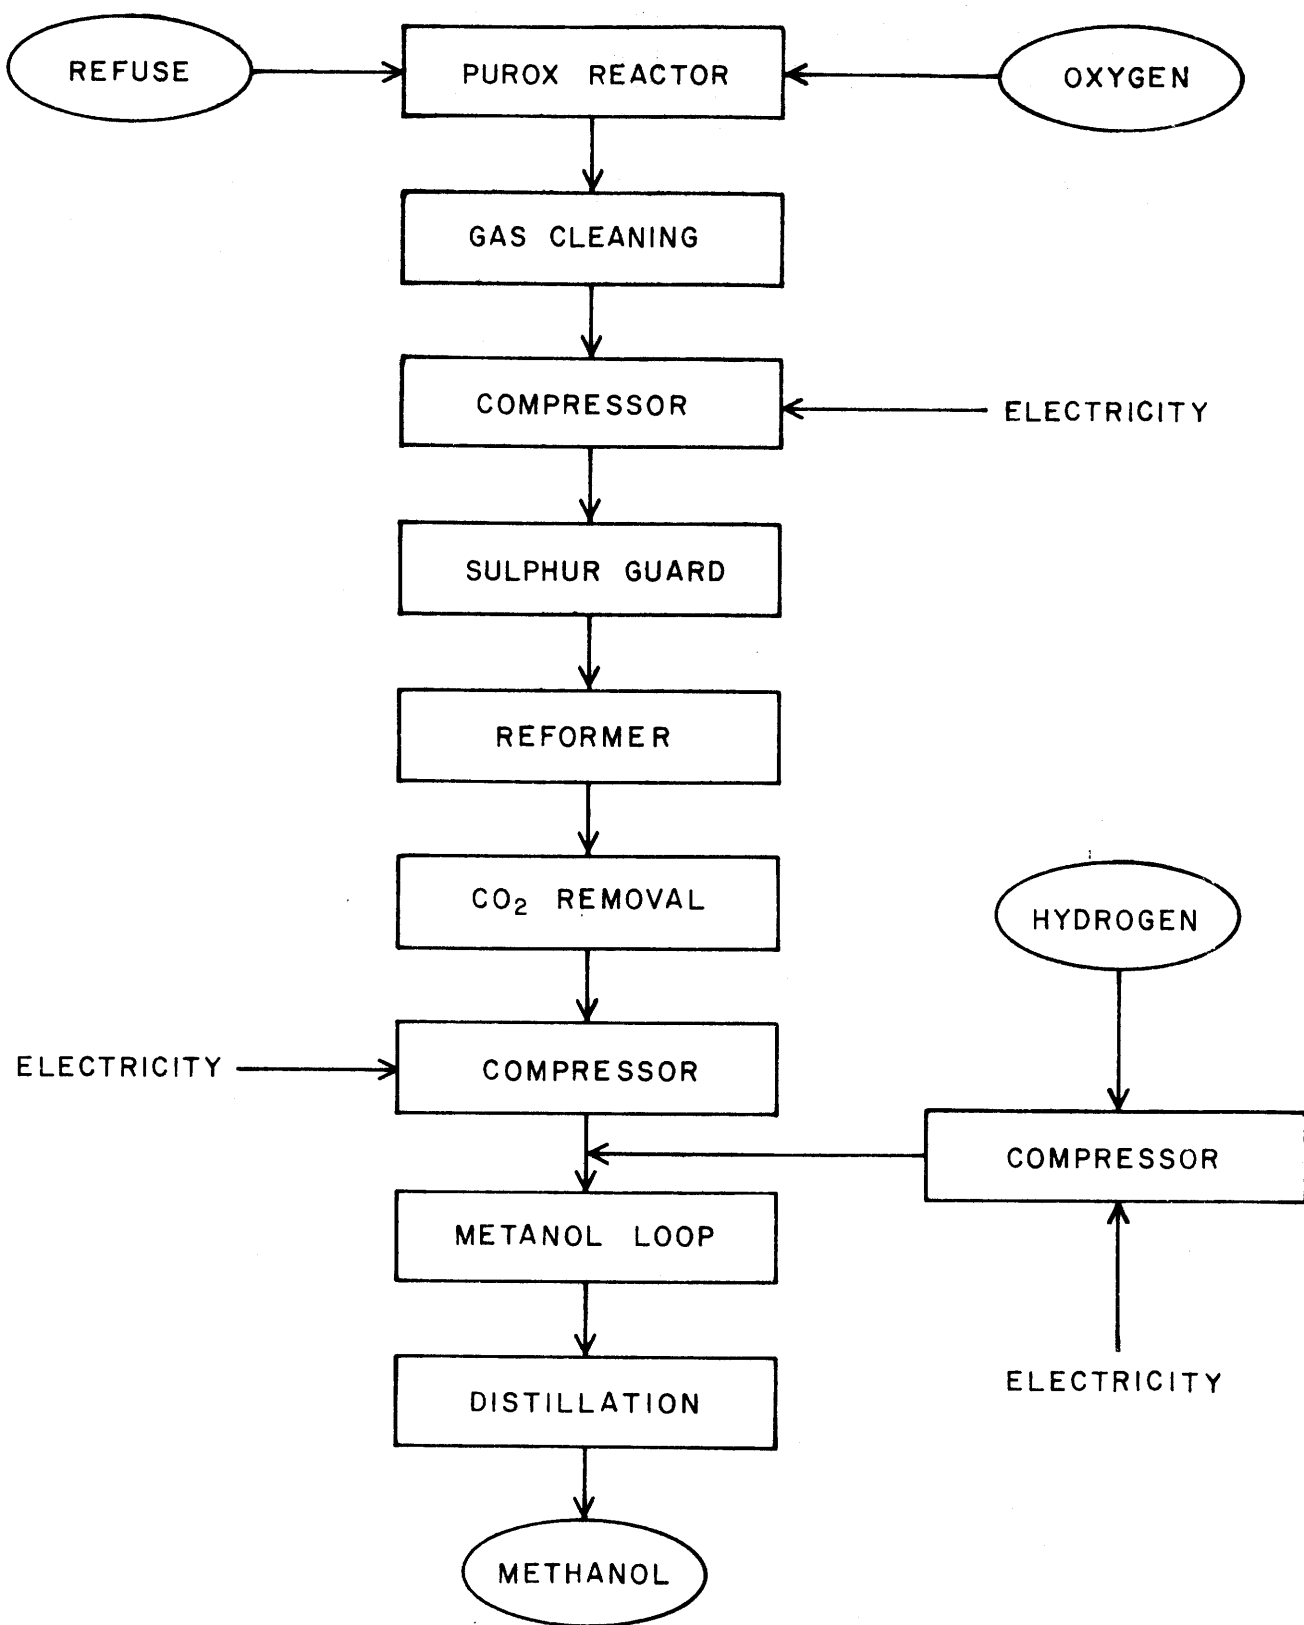 REFUSE
PUROX REACTOR
OXYGEN
GAS CLEANING
COMPRESSOR
ELECTRICITY
SULPHUR GUARD
REFORMER
CO₂ REMOVAL
HYDROGEN
ELECTRICITY
COMPRESSOR
COMPRESSOR
METANOL LOOP
ELECTRICITY
DISTILLATION
METHANOL